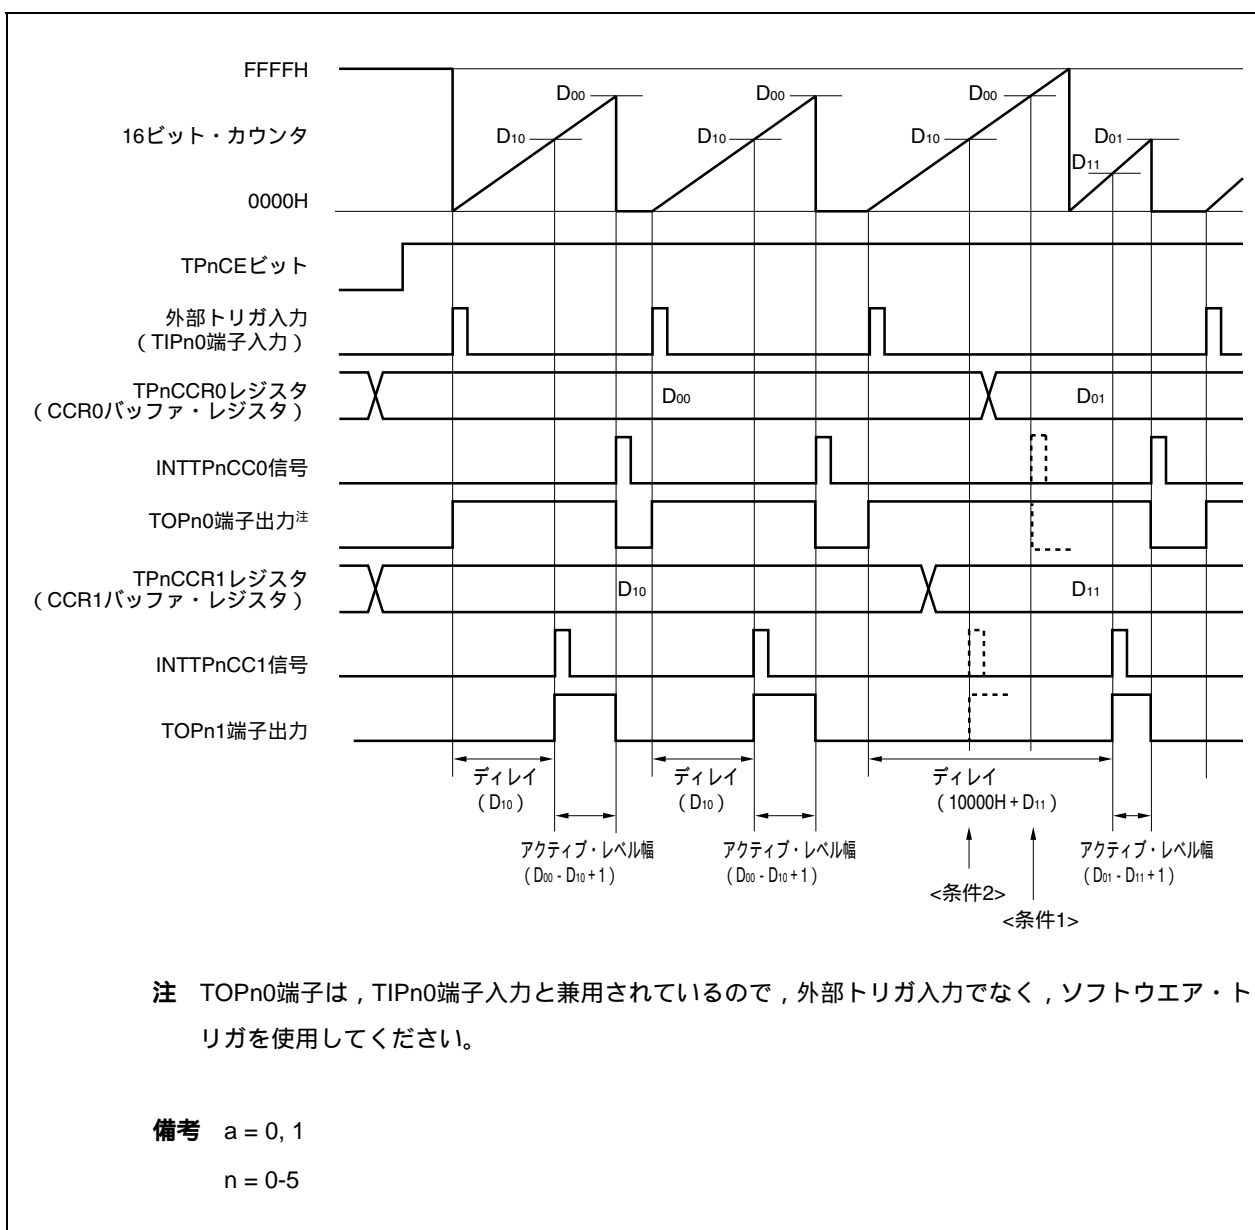 FFFFH
D00 D00 D00
16ビット・カウンタ D10 D10 D10 D01
D11
0000H
TPnCEビット
外部トリガ入力
（TIPn0端子入力）
TPnCCR0レジスタ
（CCR0バッファ・レジスタ） D00 D01
INTTPnCC0信号
TOPn0端子出力注
TPnCCR1レジスタ
（CCR1バッファ・レジスタ） D10 D11
INTTPnCC1信号
TOPn1端子出力
ディレイ ディレイ ディレイ
（D10） （D10） （10000H + D11）
アクティブ・レベル幅 アクティブ・レベル幅 アクティブ・レベル幅
（D00 - D10 + 1） （D00 - D10 + 1） （D01 - D11 + 1）
<条件2>
<条件1>
注 TOPn0端子は，TIPn0端子入力と兼用されているので，外部トリガ入力でなく，ソフトウエア・ト
リガを使用してください。
備考 a = 0, 1
n = 0-5